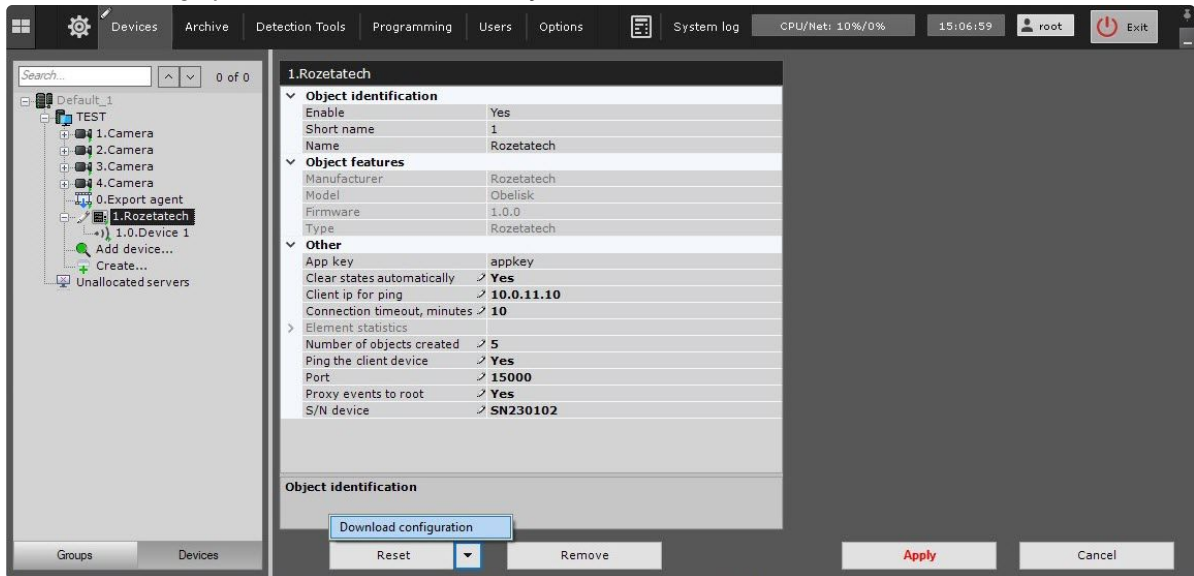 Devices Archive Detection Tools Programming Users Options System log CPU/Net: 10%/0% 15:06:59 root Exit
Search... 0 of 0
Default_1
TEST
1.Camera
2.Camera
3.Camera
4.Camera
0.Export agent
1.Rozetatech
1.0.Device 1
Add device...
Create...
Unallocated servers
Groups Devices
1.Rozetatech
Object identification
Enable Yes
Short name 1
Name Rozetatech
Object features
Manufacturer Rozetatech
Model Obelisk
Firmware 1.0.0
Type Rozetatech
Other
App key appkey
Clear states automatically Yes
Client ip for ping 10.0.11.10
Connection timeout, minutes 10
Element statistics
Number of objects created 5
Ping the client device Yes
Port 15000
Proxy events to root Yes
S/N device SN230102
Object identification
Download configuration
Reset Remove Apply Cancel